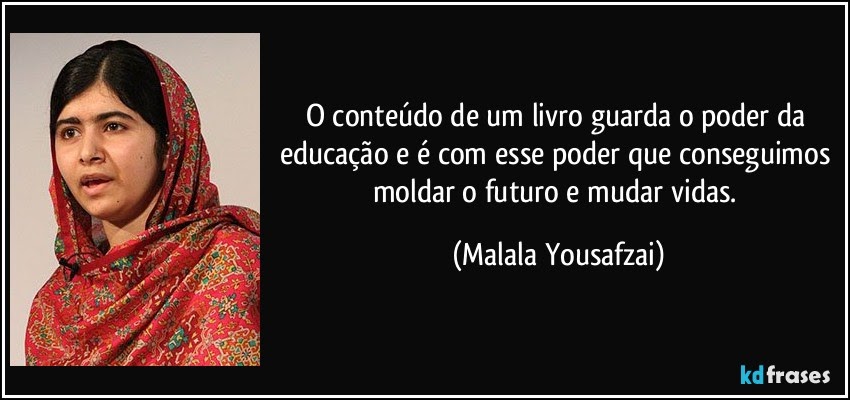 O conteúdo de um livro guarda o poder da
educação e é com esse poder que conseguimos
moldar o futuro e mudar vidas.
(Malala Yousafzai)
kdfrases